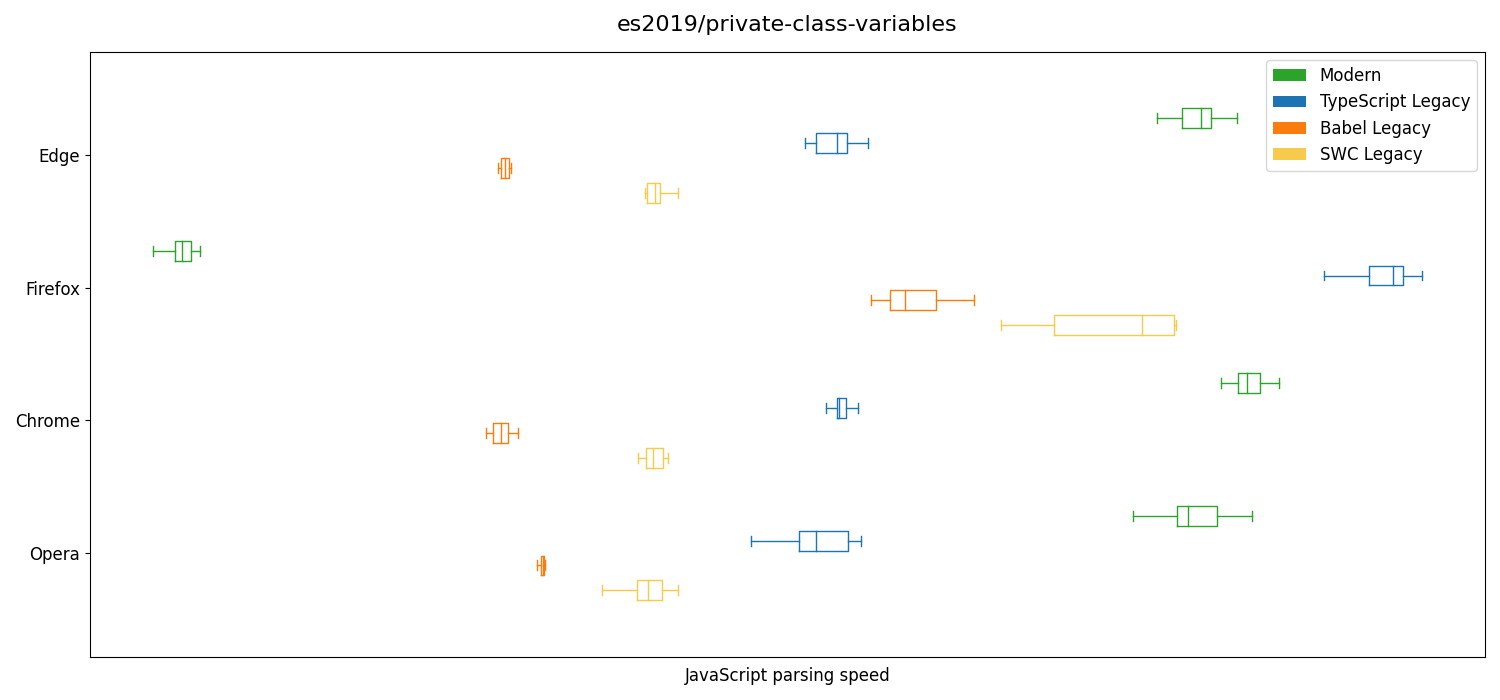 es2019/private-class-variables
Modern
TypeScript Legacy
Babel Legacy
SWC Legacy
Edge
Firefox
Chrome
Opera
JavaScript parsing speed